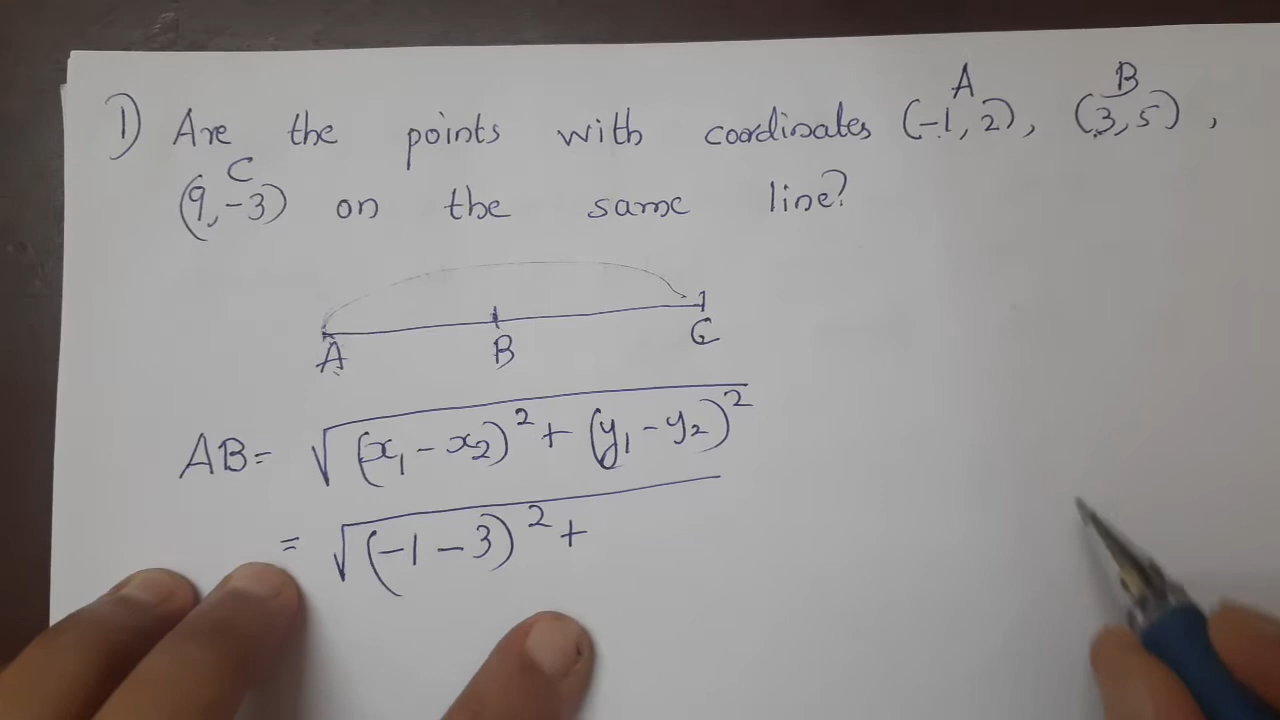 1) Are the points with coordinates (-1,2), (3,5),
A B
(9,-3) on the same line?
C
A B C
AB = √(x₁ - x₂)² + (y₁ - y₂)²
= √(-1 - 3)² +